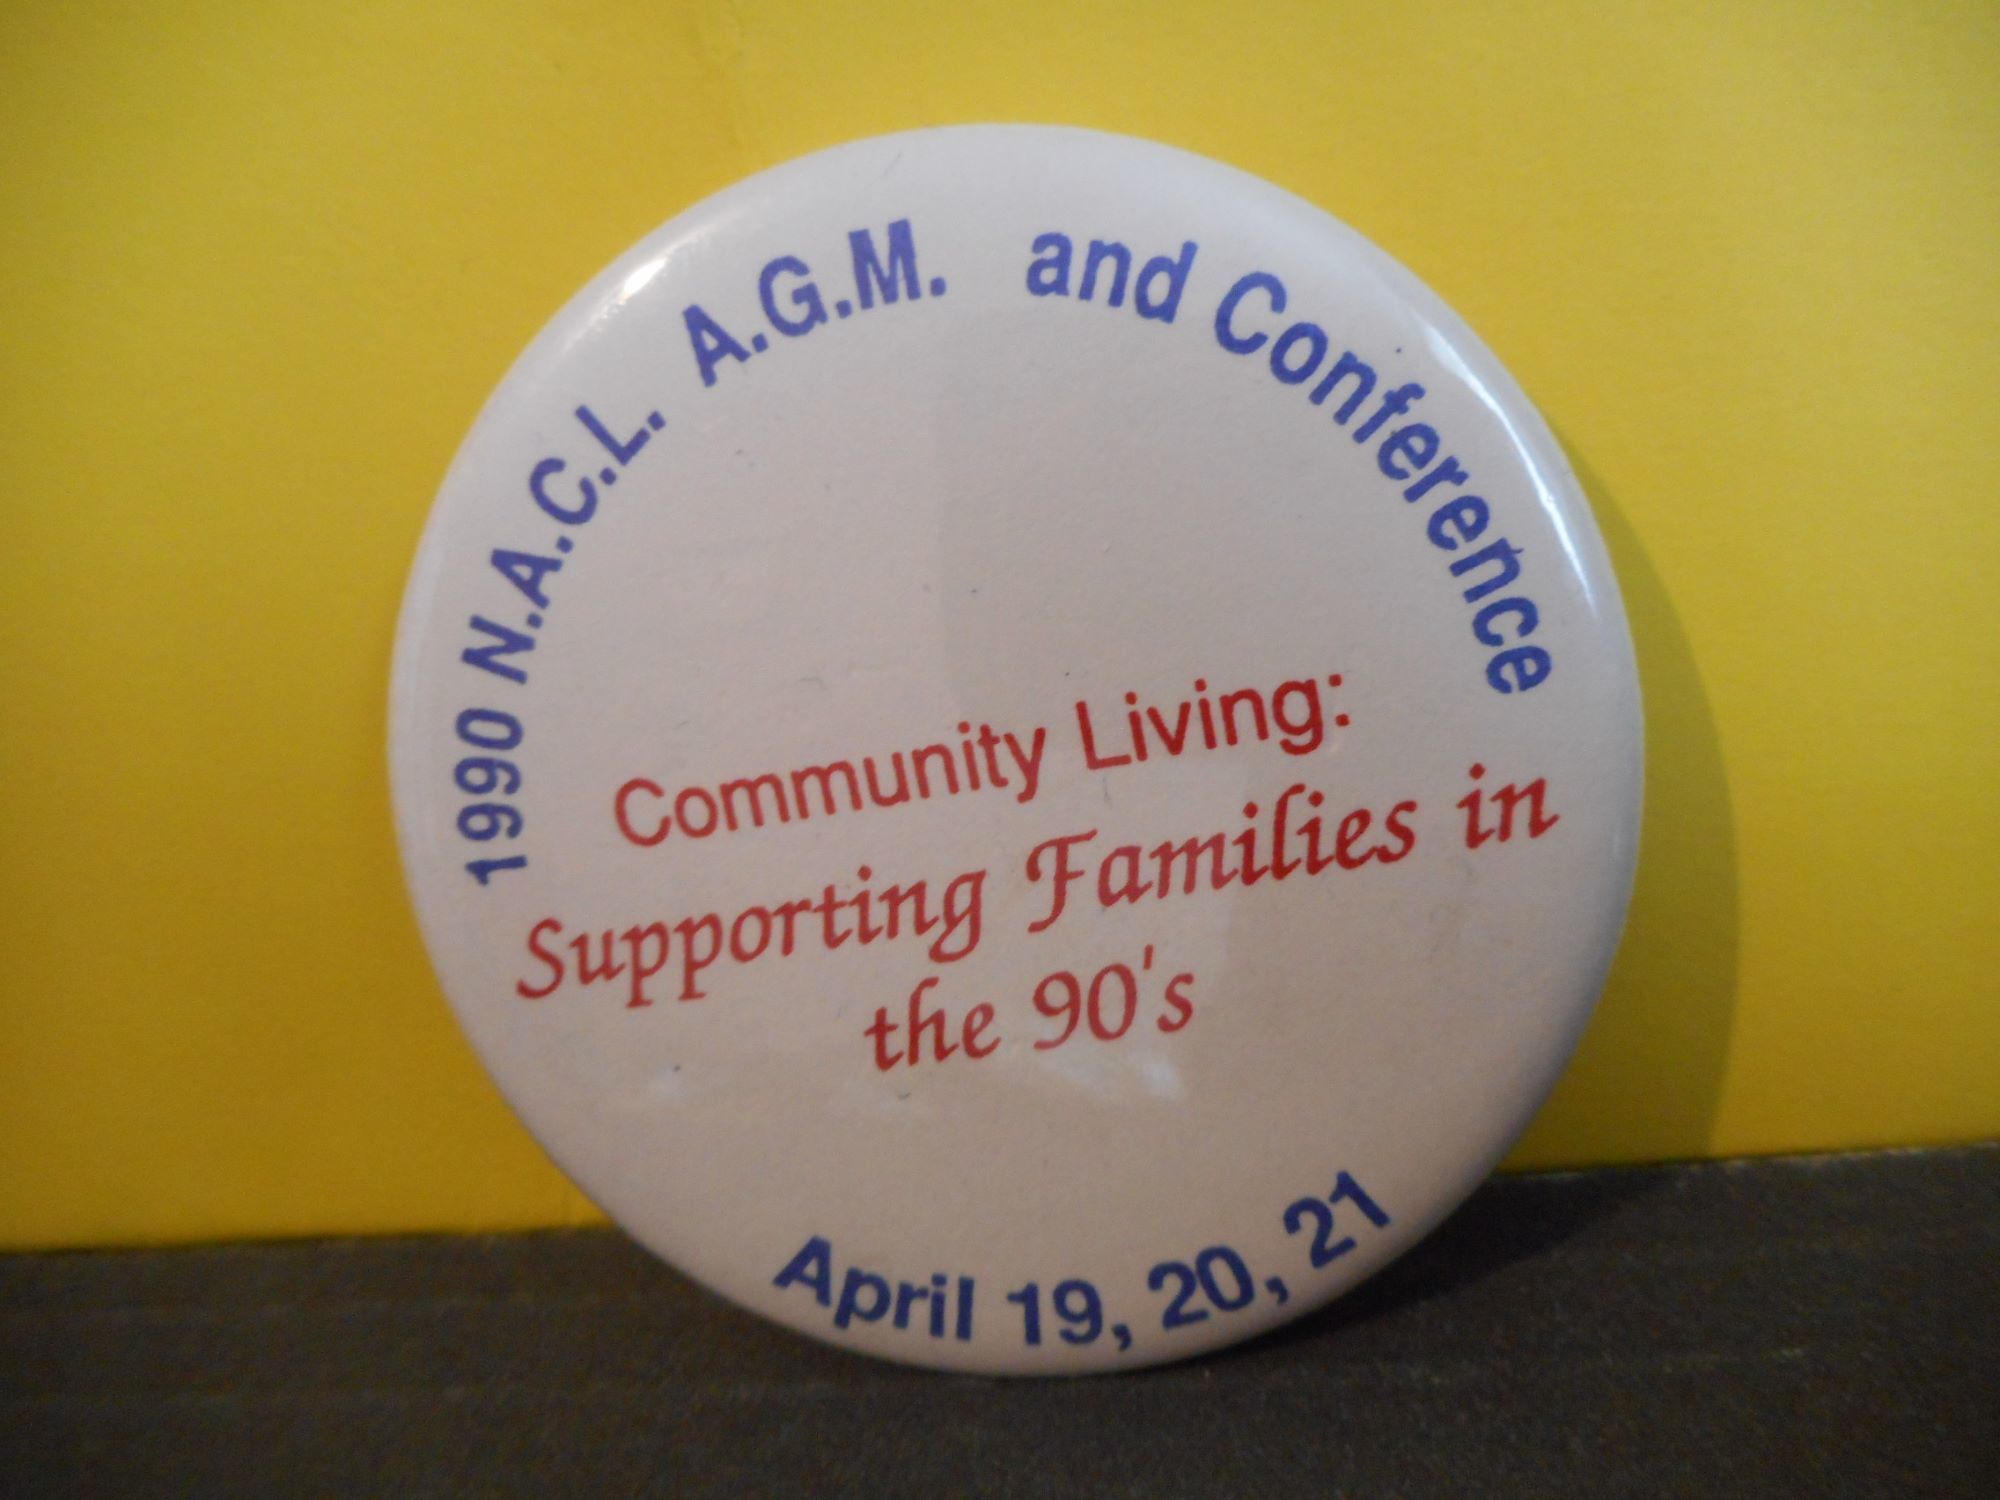 1990 N.A.C.L. A.G.M. and Conference
Community Living:
Supporting Families in
the 90's
April 19, 20, 21